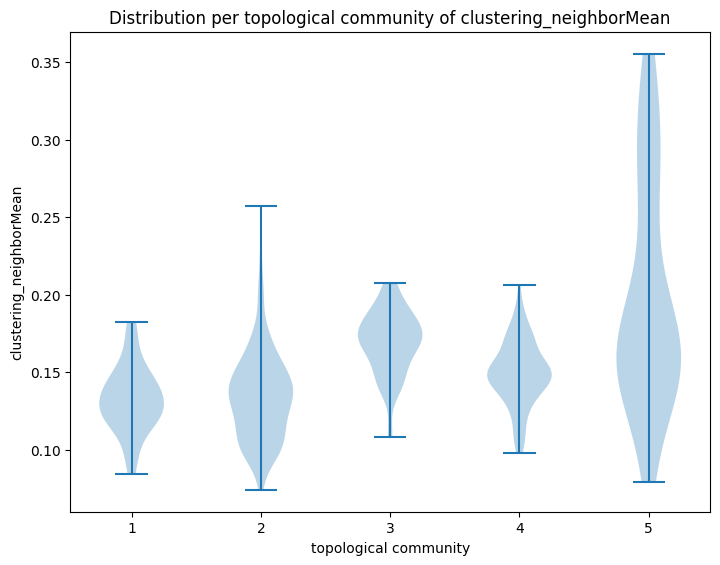 Distribution per topological community of clustering_neighborMean
clustering_neighborMean
0.35
0.30
0.25
0.20
0.15
0.10
1 2 3 4 5
topological community